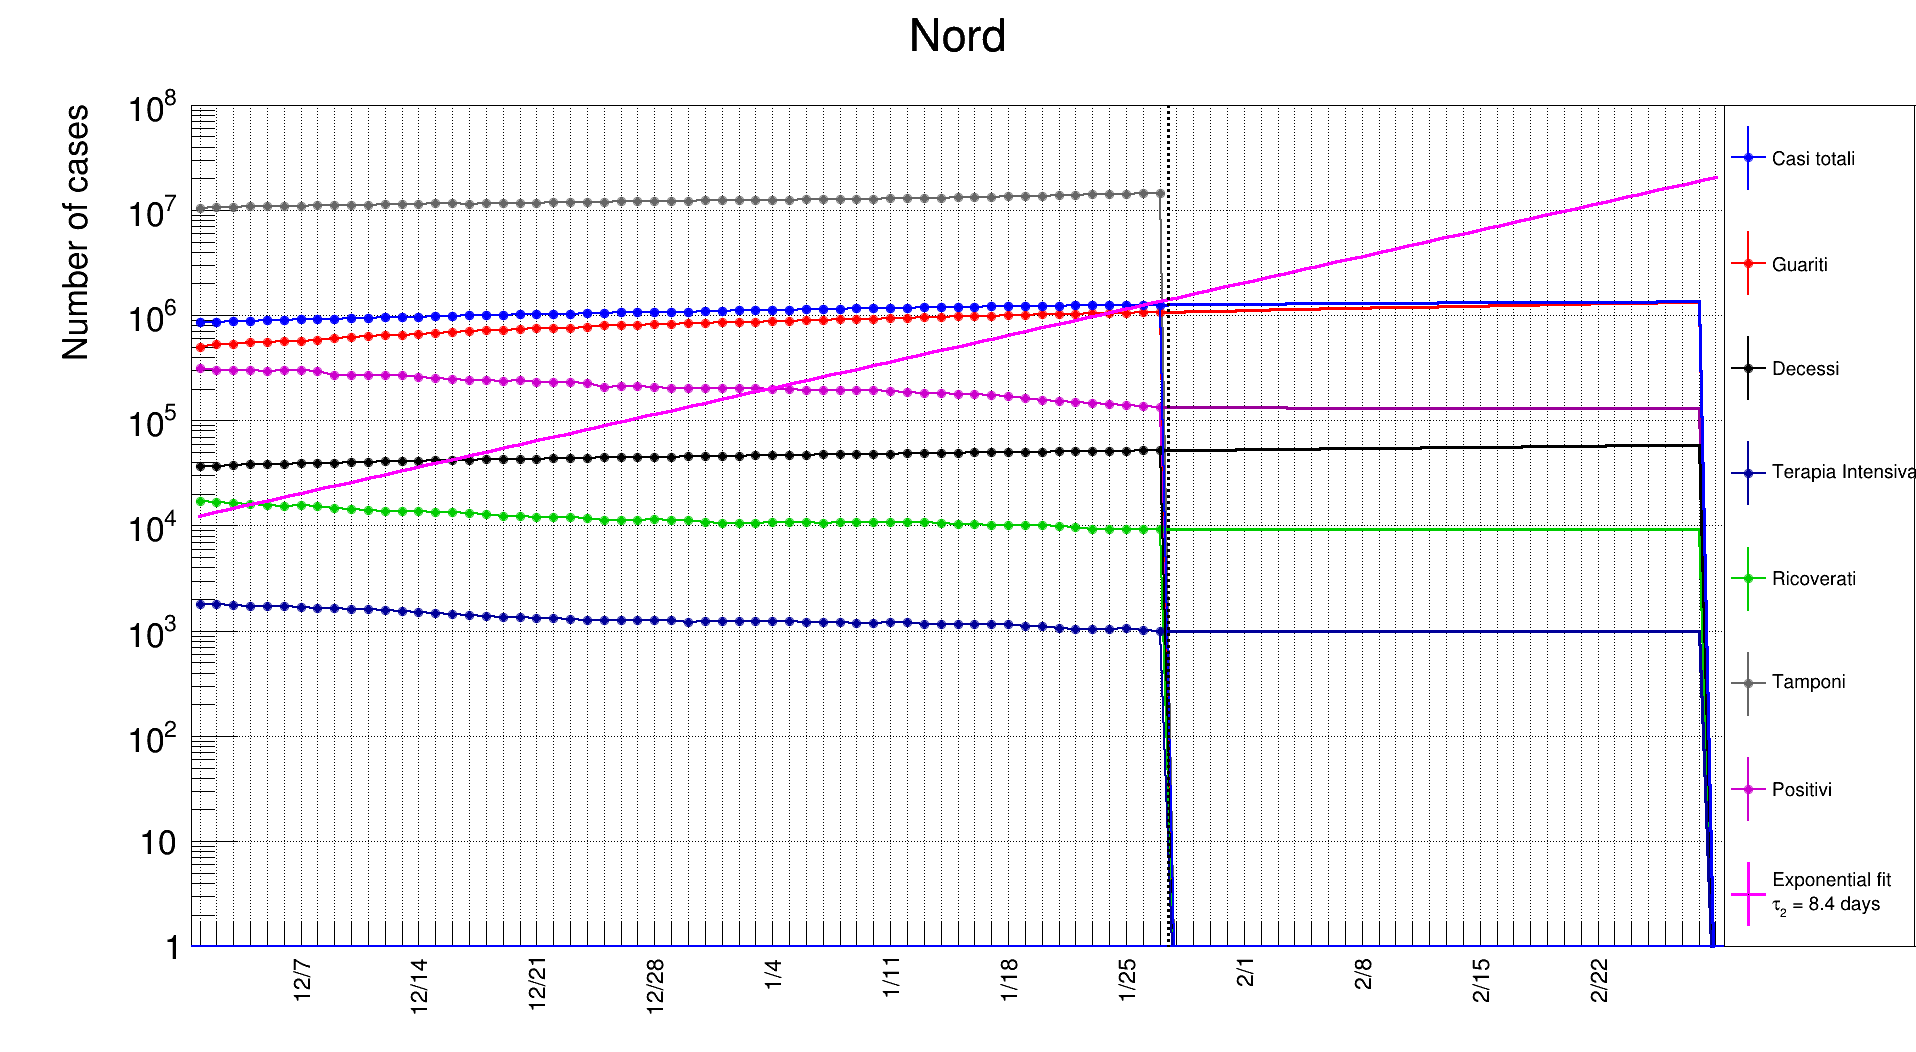 Nord
Number of cases
10^8
10^7
10^6
10^5
10^4
10^3
10^2
10
1
12/7
12/14
12/21
12/28
1/4
1/11
1/18
1/25
2/1
2/8
2/15
2/22
Casi totali
Guariti
Decessi
Terapia Intensiva
Ricoverati
Tamponi
Positivi
Exponential fit
τ₂ = 8.4 days